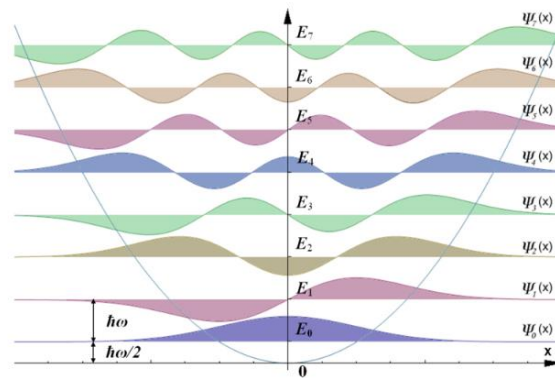 E₇ Ψ₇(x)
E₆ Ψ₆(x)
E₅ Ψ₅(x)
E₄ Ψ₄(x)
E₃ Ψ₃(x)
E₂ Ψ₂(x)
E₁ Ψ₁(x)
ħω E₀ Ψ₀(x)
ħω/2 x
0